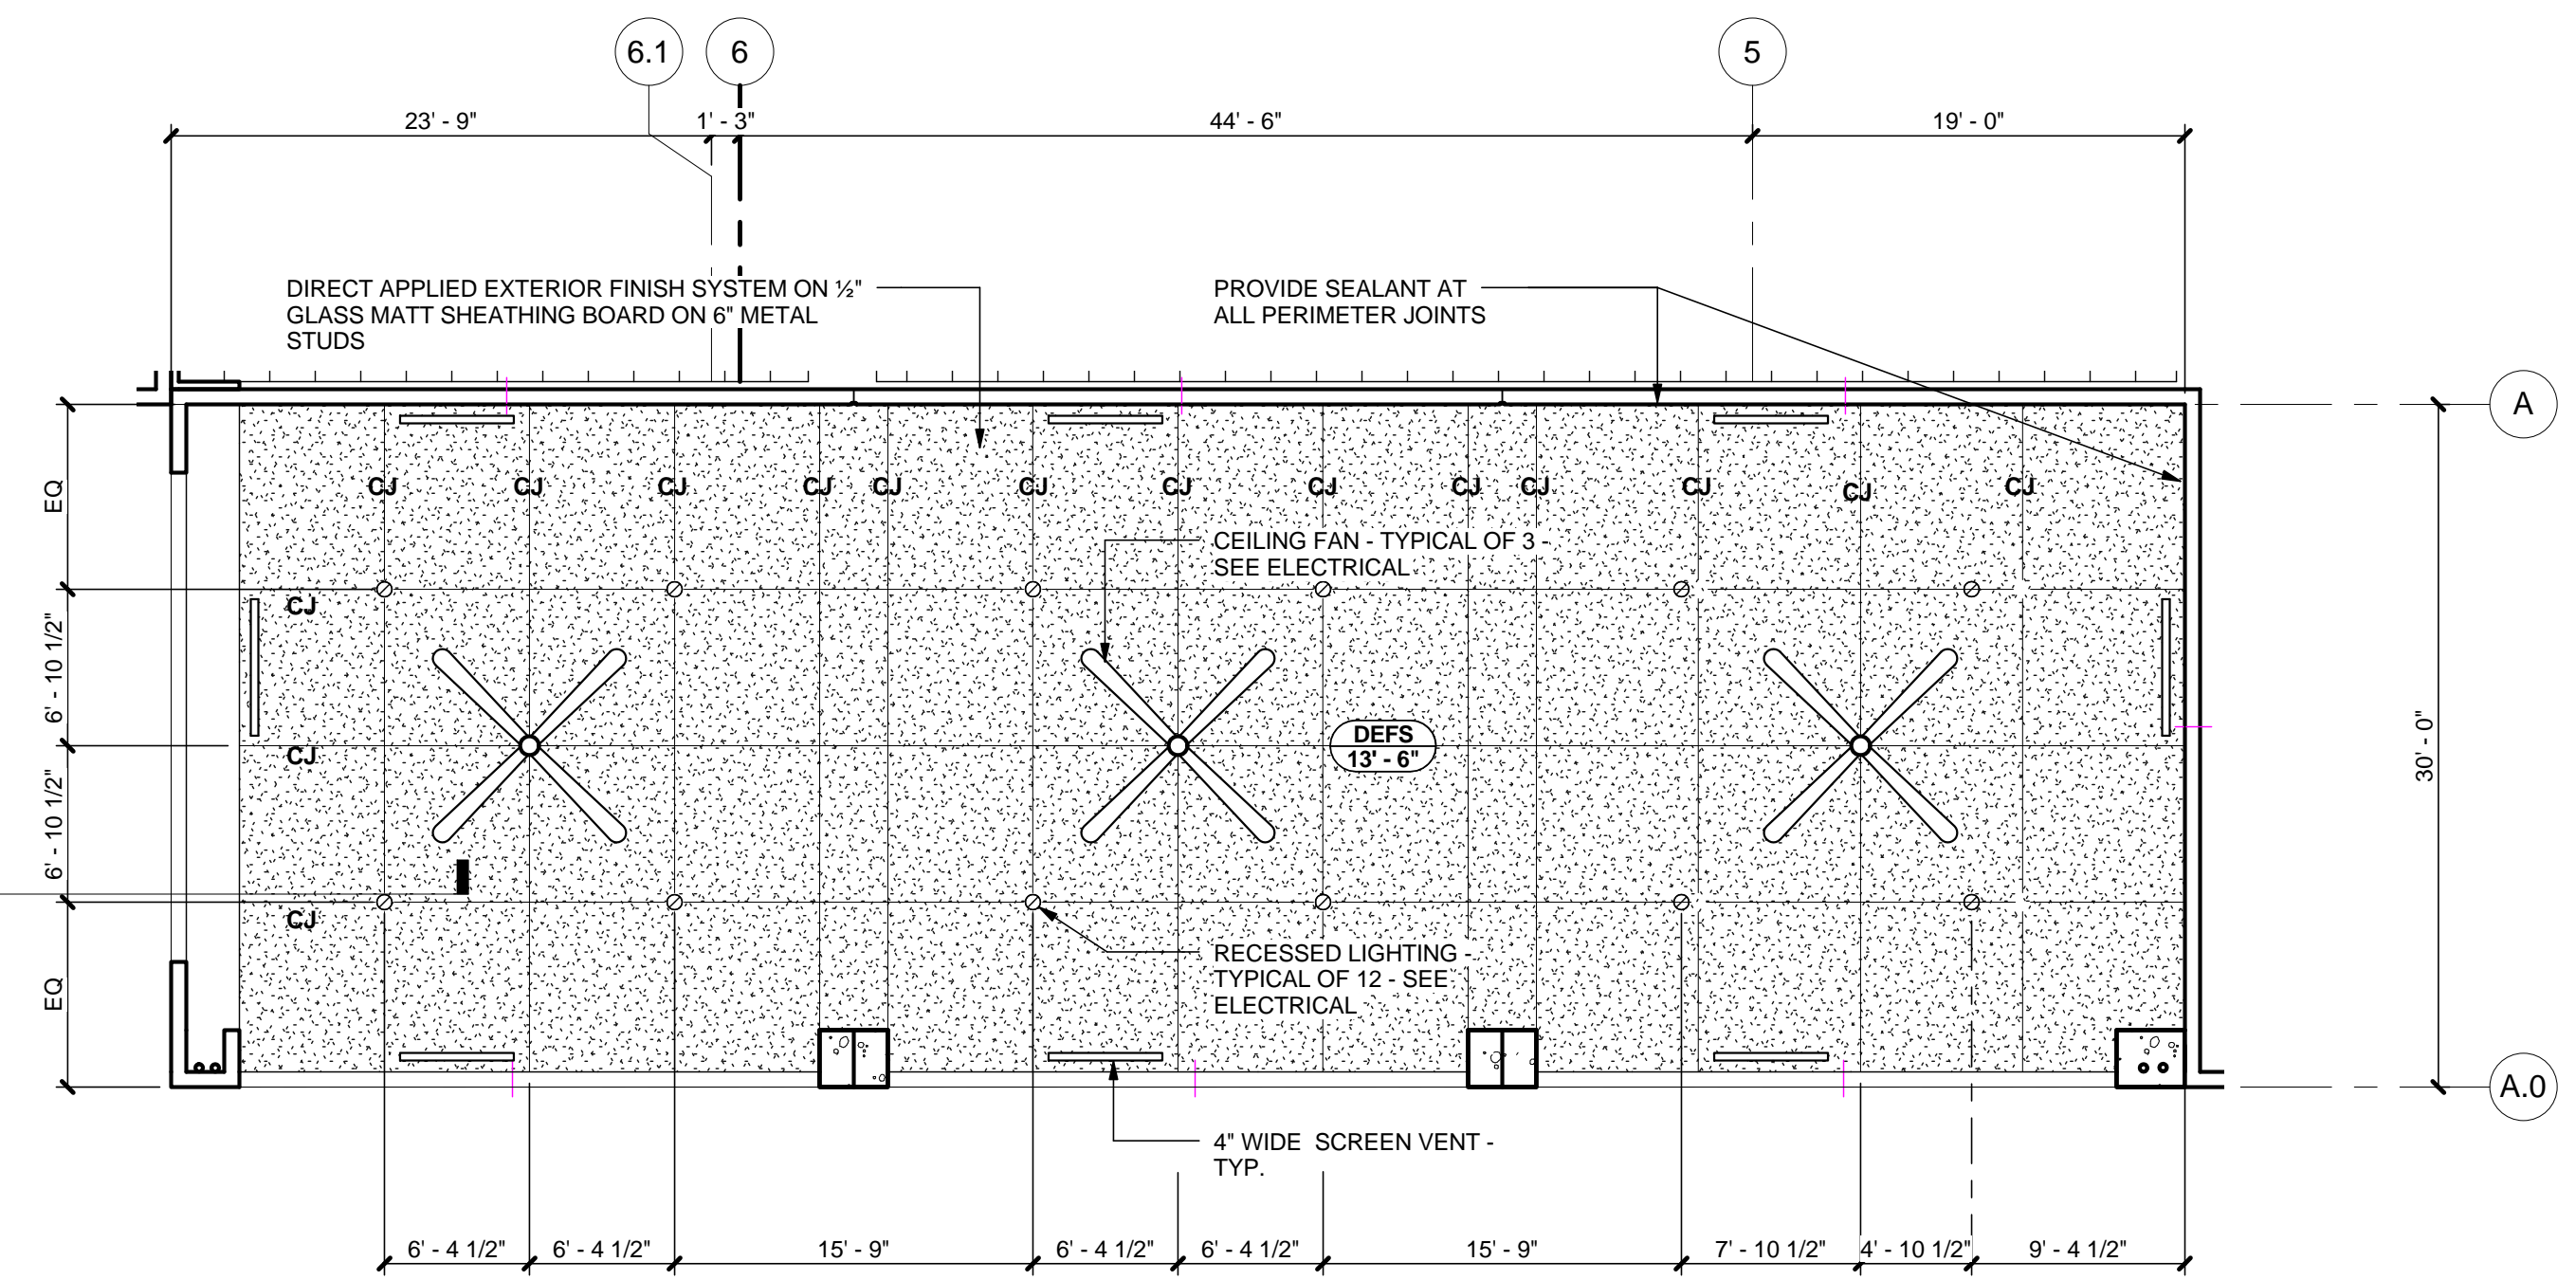 6.1 6 5
23' - 9" 1' - 3" 44' - 6" 19' - 0"
DIRECT APPLIED EXTERIOR FINISH SYSTEM ON ½"
GLASS MATT SHEATHING BOARD ON 6" METAL
STUDS
PROVIDE SEALANT AT
ALL PERIMETER JOINTS
A
CJ CJ CJ CJ CJ CJ CJ CJ CJ CJ CJ CJ CJ
EQ
CEILING FAN - TYPICAL OF 3 -
SEE ELECTRICAL
CJ
6' - 10 1/2"
CJ
DEFS
13' - 6"
30' - 0"
6' - 10 1/2"
CJ
EQ
RECESSED LIGHTING -
TYPICAL OF 12 - SEE
ELECTRICAL
A.0
4" WIDE  SCREEN VENT -
TYP.
6' - 4 1/2" 6' - 4 1/2" 15' - 9" 6' - 4 1/2" 6' - 4 1/2" 15' - 9" 7' - 10 1/2" 4' - 10 1/2" 9' - 4 1/2"